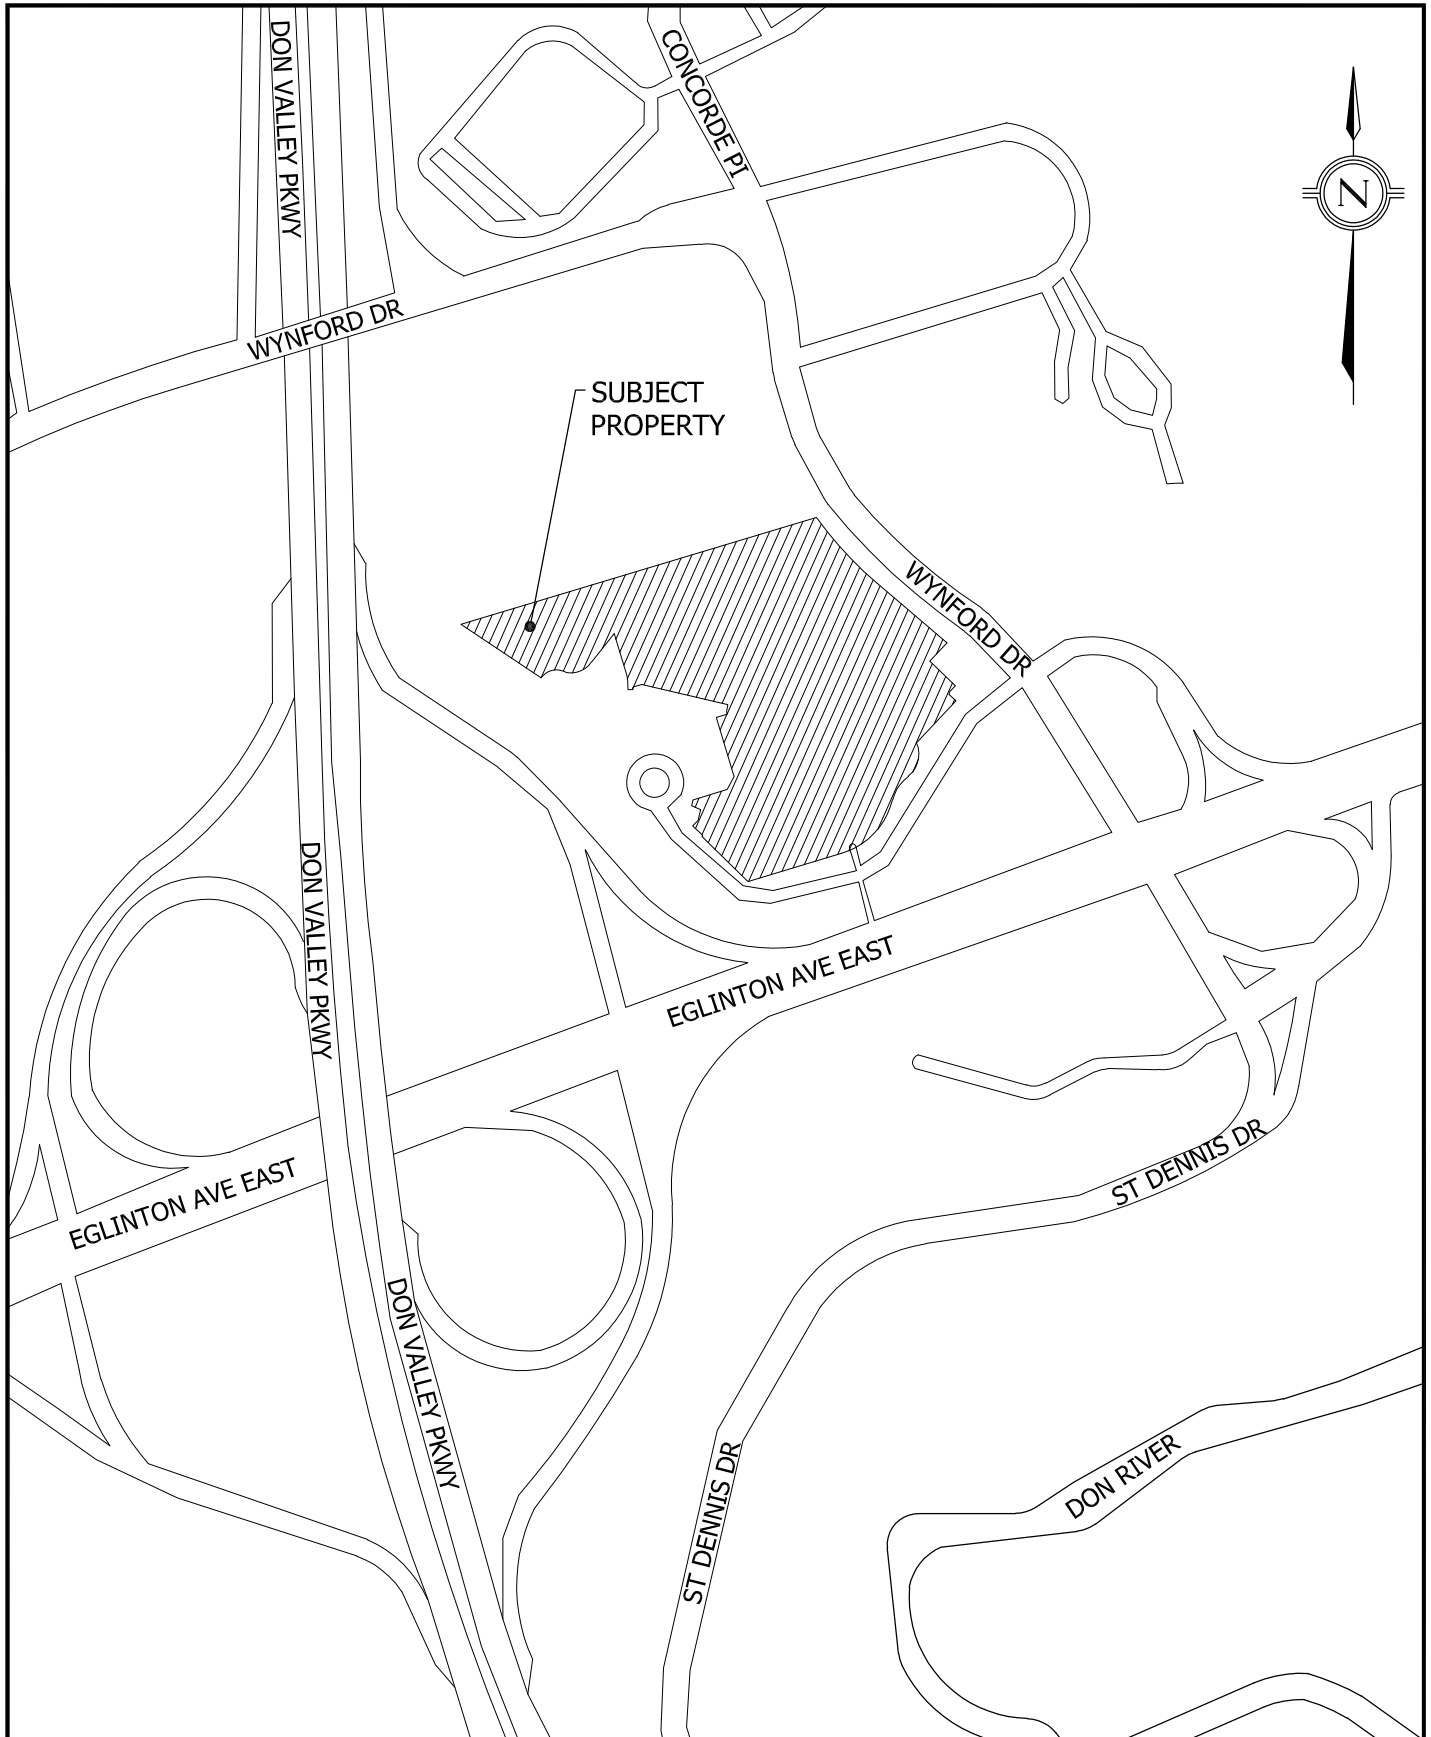 DON VALLEY PKWY
CONCORDE Pl
N
WYNFORD DR
SUBJECT
PROPERTY
WYNFORD DR
DON VALLEY PKWY
EGLINTON AVE EAST
ST DENNIS DR
EGLINTON AVE EAST
DON VALLEY PKWY
ST DENNIS DR
DON RIVER